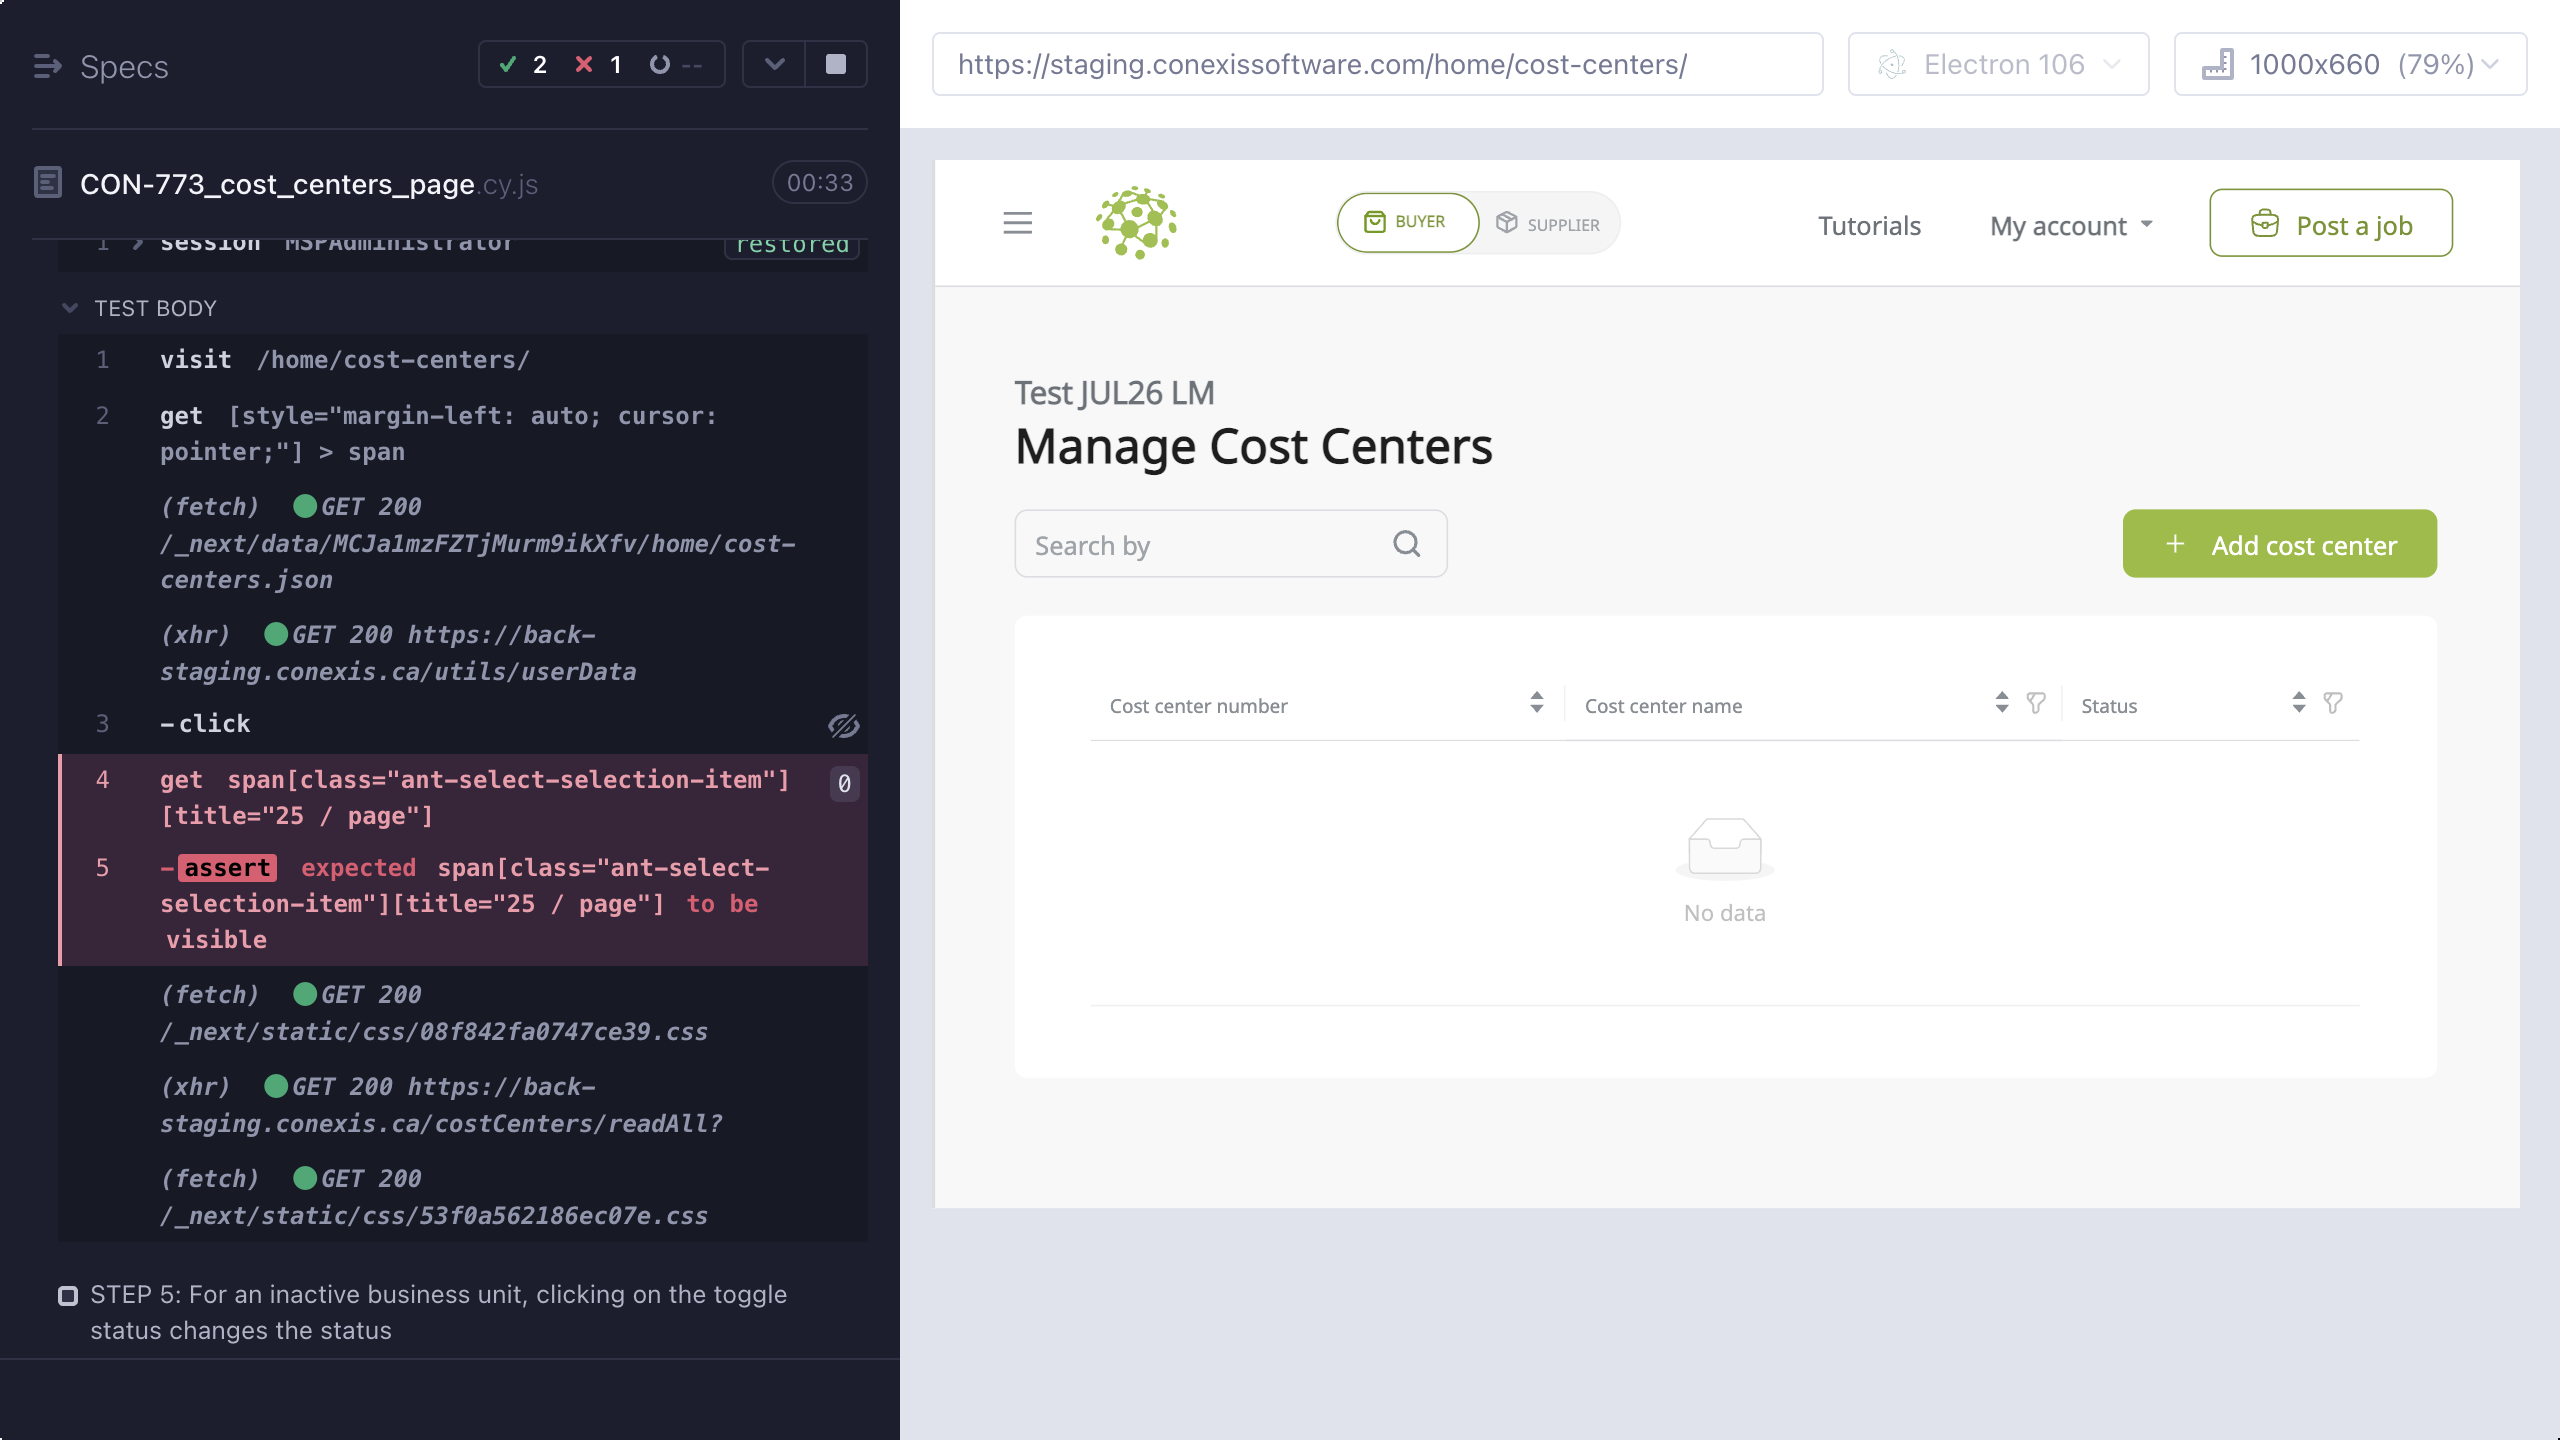 Specs
2
1
--
CON-773_cost_centers_page.cy.js
00:33
1 session MSPAdministrator restored
TEST BODY
1 visit /home/cost-centers/
2 get [style="margin-left: auto; cursor:
pointer;"] > span
(fetch) GET 200
/_next/data/MCJa1mzFZTjMurm9ikXfv/home/cost-
centers.json
(xhr) GET 200 https://back-
staging.conexis.ca/utils/userData
3 -click
4 get span[class="ant-select-selection-item"]
[title="25 / page"]
0
5 -assert expected span[class="ant-select-
selection-item"][title="25 / page"] to be
visible
(fetch) GET 200
/_next/static/css/08f842fa0747ce39.css
(xhr) GET 200 https://back-
staging.conexis.ca/costCenters/readAll?
(fetch) GET 200
/_next/static/css/53f0a562186ec07e.css
STEP 5: For an inactive business unit, clicking on the toggle
status changes the status
https://staging.conexissoftware.com/home/cost-centers/
Electron 106
1000x660 (79%)
BUYER
SUPPLIER
Tutorials
My account
Post a job
Test JUL26 LM
Manage Cost Centers
Search by
+ Add cost center
Cost center number
Cost center name
Status
No data